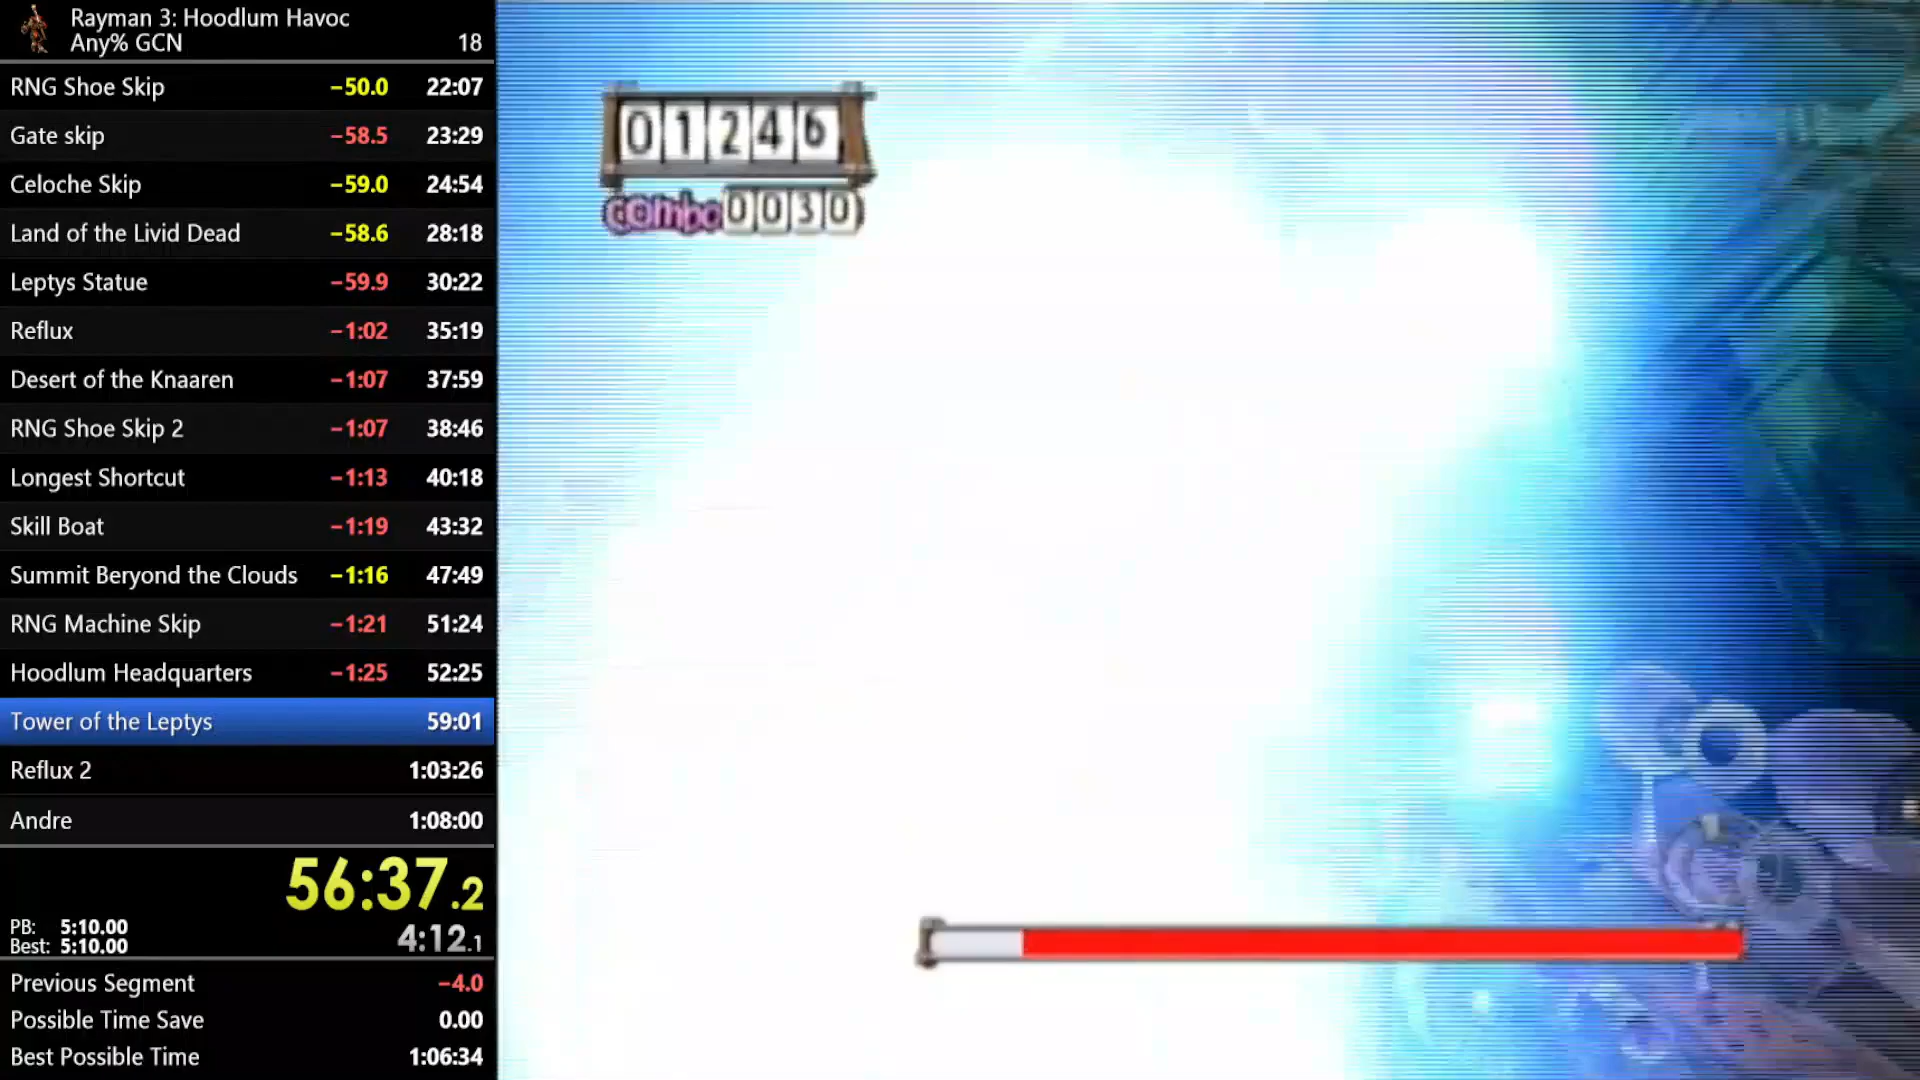 Rayman 3: Hoodlum Havoc
Any% GCN 18
RNG Shoe Skip −50.0 22:07
Gate skip −58.5 23:29
Celoche Skip −59.0 24:54
Land of the Livid Dead −58.6 28:18
Leptys Statue −59.9 30:22
Reflux −1:02 35:19
Desert of the Knaaren −1:07 37:59
RNG Shoe Skip 2 −1:07 38:46
Longest Shortcut −1:13 40:18
Skill Boat −1:19 43:32
Summit Beryond the Clouds −1:16 47:49
RNG Machine Skip −1:21 51:24
Hoodlum Headquarters −1:25 52:25
Tower of the Leptys 59:01
Reflux 2 1:03:26
Andre 1:08:00
56:37.2
PB: 5:10.00
Best: 5:10.00
4:12.1
Previous Segment −4.0
Possible Time Save 0.00
Best Possible Time 1:06:34
01246
combo 0030